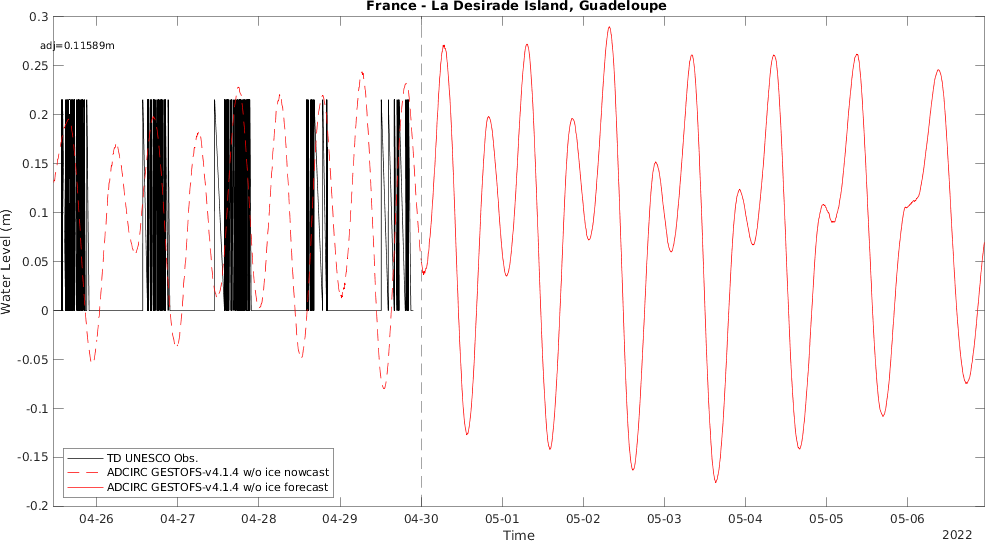 France - La Desirade Island, Guadeloupe
adj=0.11589m
0.3
0.25
0.2
0.15
0.1
0.05
0
-0.05
-0.1
-0.15
-0.2
Water Level (m)
TD UNESCO Obs.
ADCIRC GESTOFS-v4.1.4 w/o ice nowcast
ADCIRC GESTOFS-v4.1.4 w/o ice forecast
04-26 04-27 04-28 04-29 04-30 05-01 05-02 05-03 05-04 05-05 05-06
Time
2022